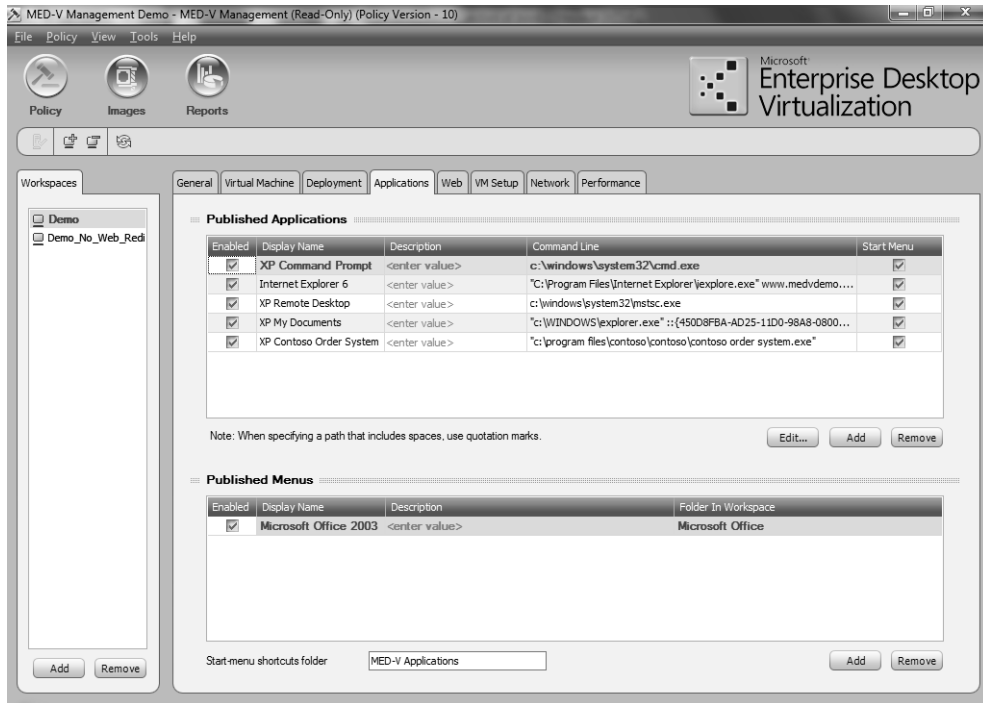 MED-V Management Demo - MED-V Management (Read-Only) (Policy Version - 10)
File Policy View Tools Help
Policy Images Reports
Microsoft
Enterprise Desktop
Virtualization
Workspaces
General Virtual Machine Deployment Applications Web VM Setup Network Performance
Demo
Demo_No_Web_Redi
Published Applications
Enabled Display Name Description Command Line Start Menu
XP Command Prompt <enter value> c:\windows\system32\cmd.exe
Internet Explorer 6 <enter value> "C:\Program Files\Internet Explorer\iexplore.exe" www.medvdemo....
XP Remote Desktop <enter value> c:\windows\system32\mstsc.exe
XP My Documents <enter value> "c:\WINDOWS\explorer.exe" ::{450D8FBA-AD25-11D0-98A8-0800...
XP Contoso Order System <enter value> "c:\program files\contoso\contoso\contoso order system.exe"
Note: When specifying a path that includes spaces, use quotation marks.
Edit... Add Remove
Published Menus
Enabled Display Name Description Folder In Workspace
Microsoft Office 2003 <enter value> Microsoft Office
Start-menu shortcuts folder MED-V Applications Add Remove
Add Remove